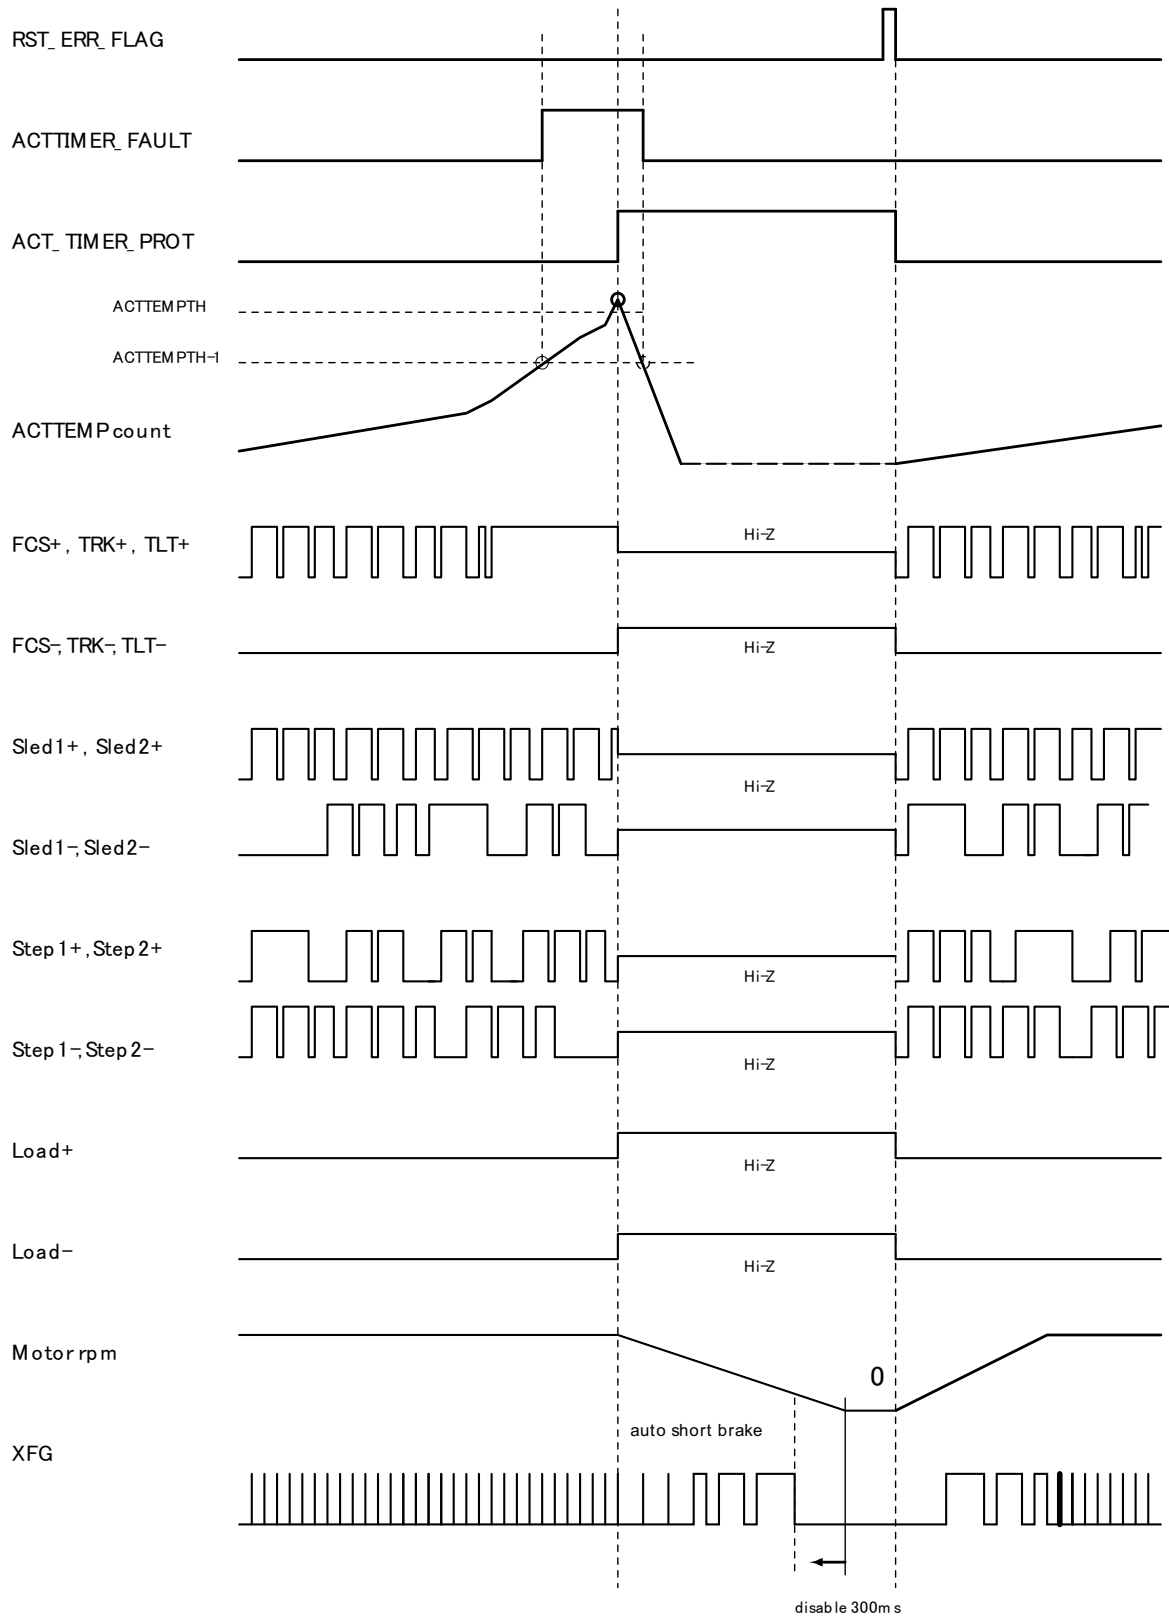 RST_ERR_FLAG
ACTTIMER_FAULT
ACT_TIMER_PROT
ACTTEMPTH
ACTTEMPTH-1
ACTTEMPcount
FCS+, TRK+, TLT+
Hi-Z
FCS-, TRK-, TLT-
Hi-Z
Sled1+, Sled2+
Hi-Z
Sled1-, Sled2-
Step1+, Step2+
Hi-Z
Step1-, Step2-
Hi-Z
Load+
Hi-Z
Load-
Hi-Z
Motor rpm
0
auto short brake
XFG
disable 300ms